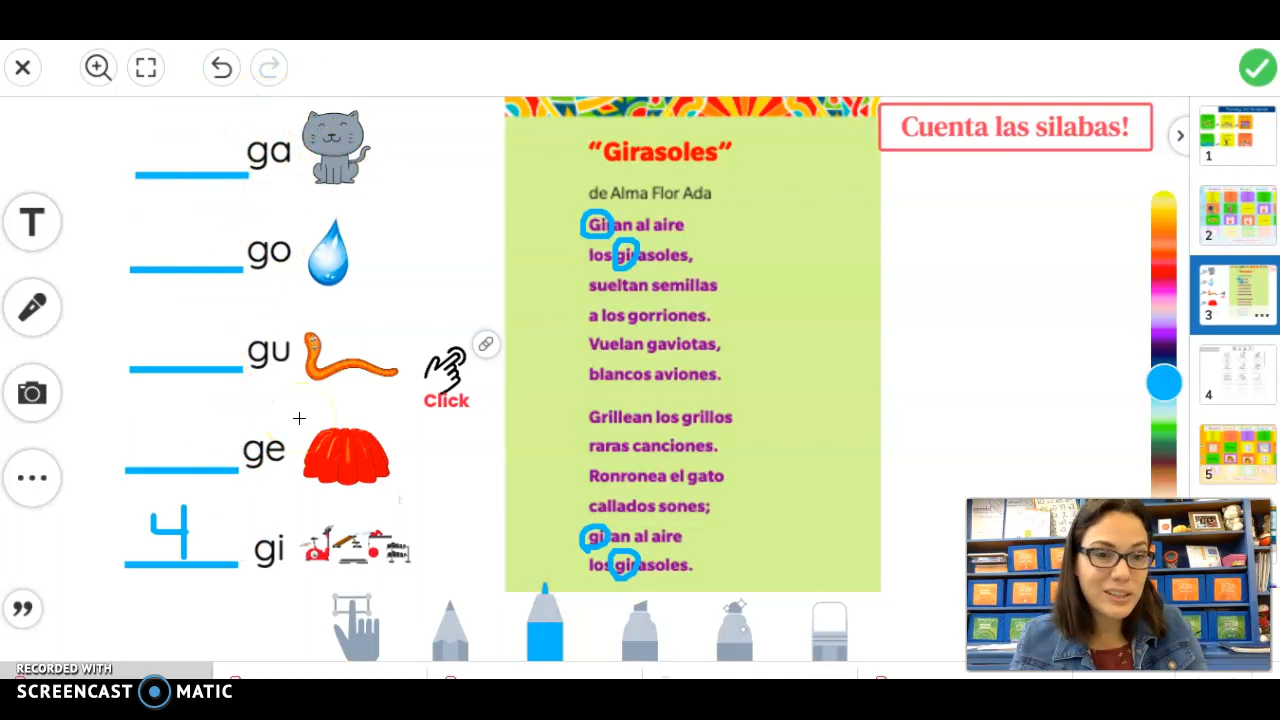 ga
go
gu
Click
ge
4
gi
“Girasoles”
de Alma Flor Ada
Giran al aire
los girasoles,
sueltan semillas
a los gorriones.
Vuelan gaviotas,
blancos aviones.
Grillean los grillos
raras canciones.
Ronronea el gato
callados sones;
giran al aire
los girasoles.
Cuenta las silabas!
T
1
2
3
4
5
RECORDED WITH
SCREENCAST MATIC